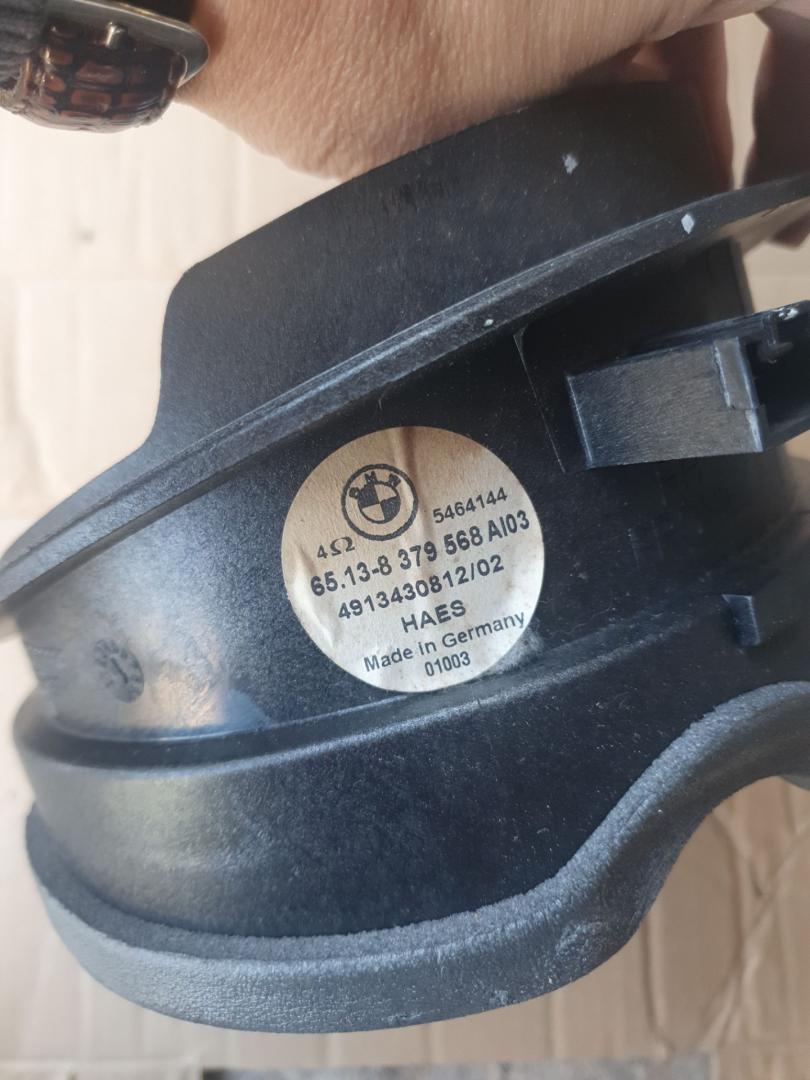 BMW
4Ω
5464144
65.13-8 379 568 AI03
4913430812/02
HAES
Made in Germany
01003